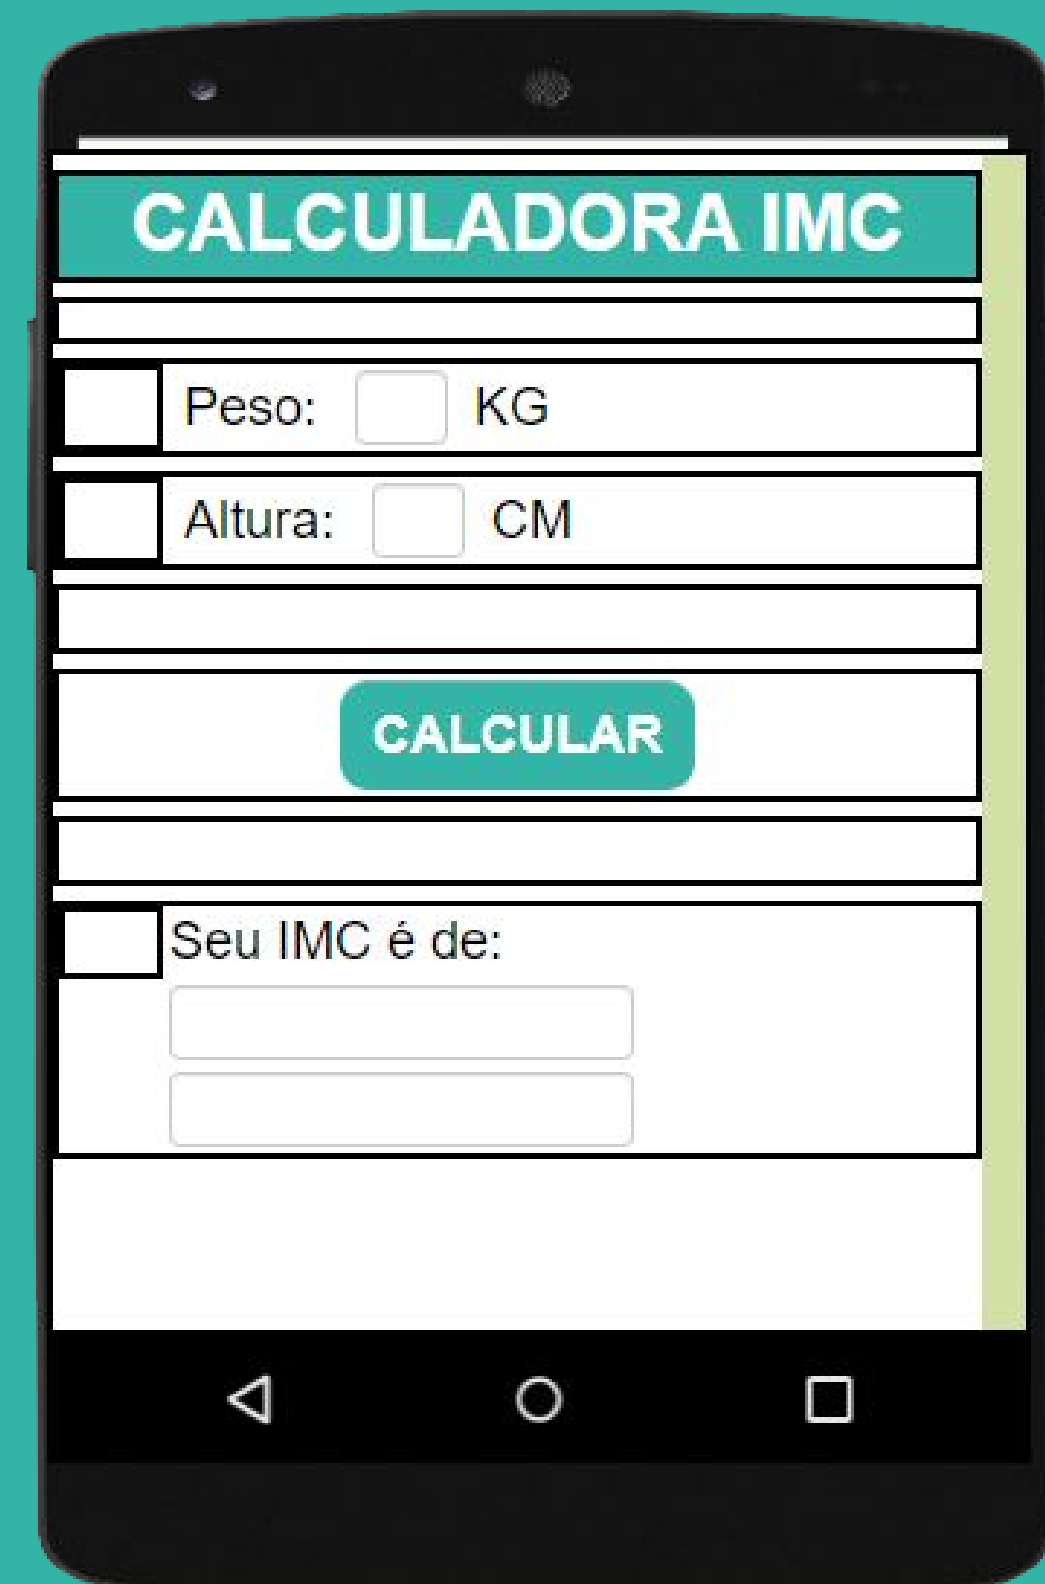 CALCULADORA IMC
Peso: KG
Altura: CM
CALCULAR
Seu IMC é de: